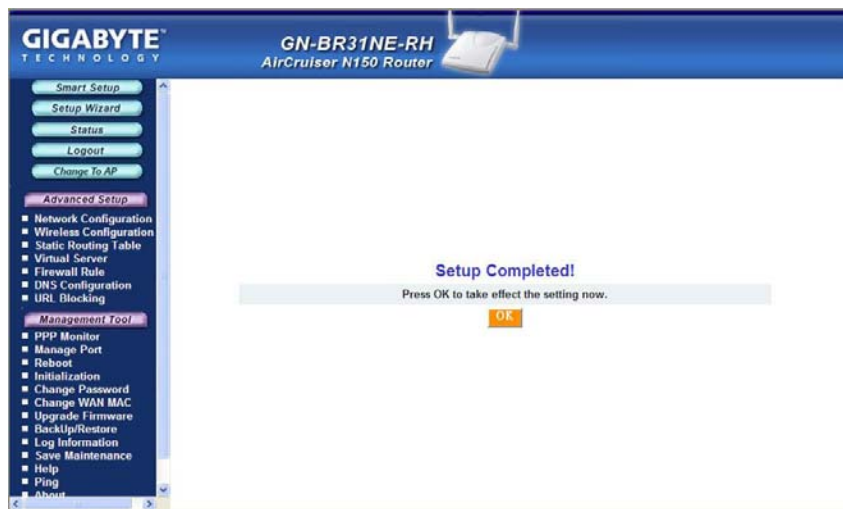 GIGABYTE™
TECHNOLOGY
GN-BR31NE-RH
AirCruiser N150 Router
Smart Setup
Setup Wizard
Status
Logout
Change To AP
Advanced Setup
Network Configuration
Wireless Configuration
Static Routing Table
Virtual Server
Firewall Rule
DNS Configuration
URL Blocking
Management Tool
PPP Monitor
Manage Port
Reboot
Initialization
Change Password
Change WAN MAC
Upgrade Firmware
BackUp/Restore
Log Information
Save Maintenance
Help
Ping
About
Setup Completed!
Press OK to take effect the setting now.
OK